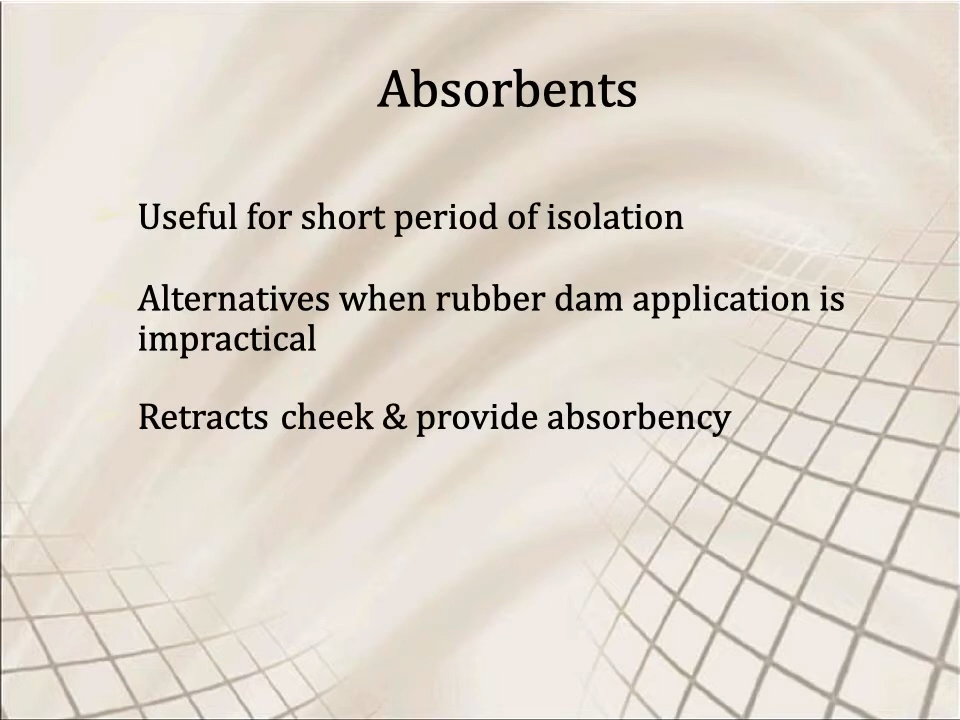 Absorbents
Useful for short period of isolation
Alternatives when rubber dam application is
impractical
Retracts cheek & provide absorbency